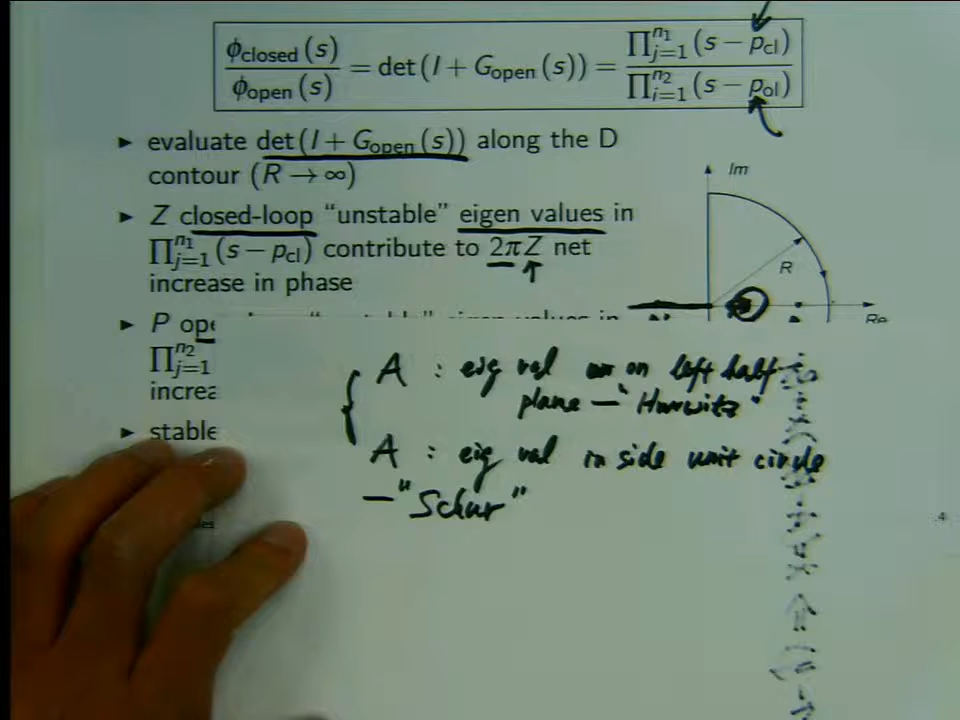 ϕclosed(s) / ϕopen(s) = det(I + Gopen(s)) = ∏_{j=1}^{n1}(s − pcl) / ∏_{i=1}^{n2}(s − pol)
► evaluate det(I + Gopen(s)) along the D
contour (R → ∞)
► Z closed-loop “unstable” eigen values in
∏_{j=1}^{n1}(s − pcl) contribute to 2πZ net
increase in phase
Im
R
Re
► P ope
∏_{j=1}^{n2}
increa
► stable
A : eig val on left half
plane – "Hurwitz"
A : eig val inside unit circle
– "Schur"
4